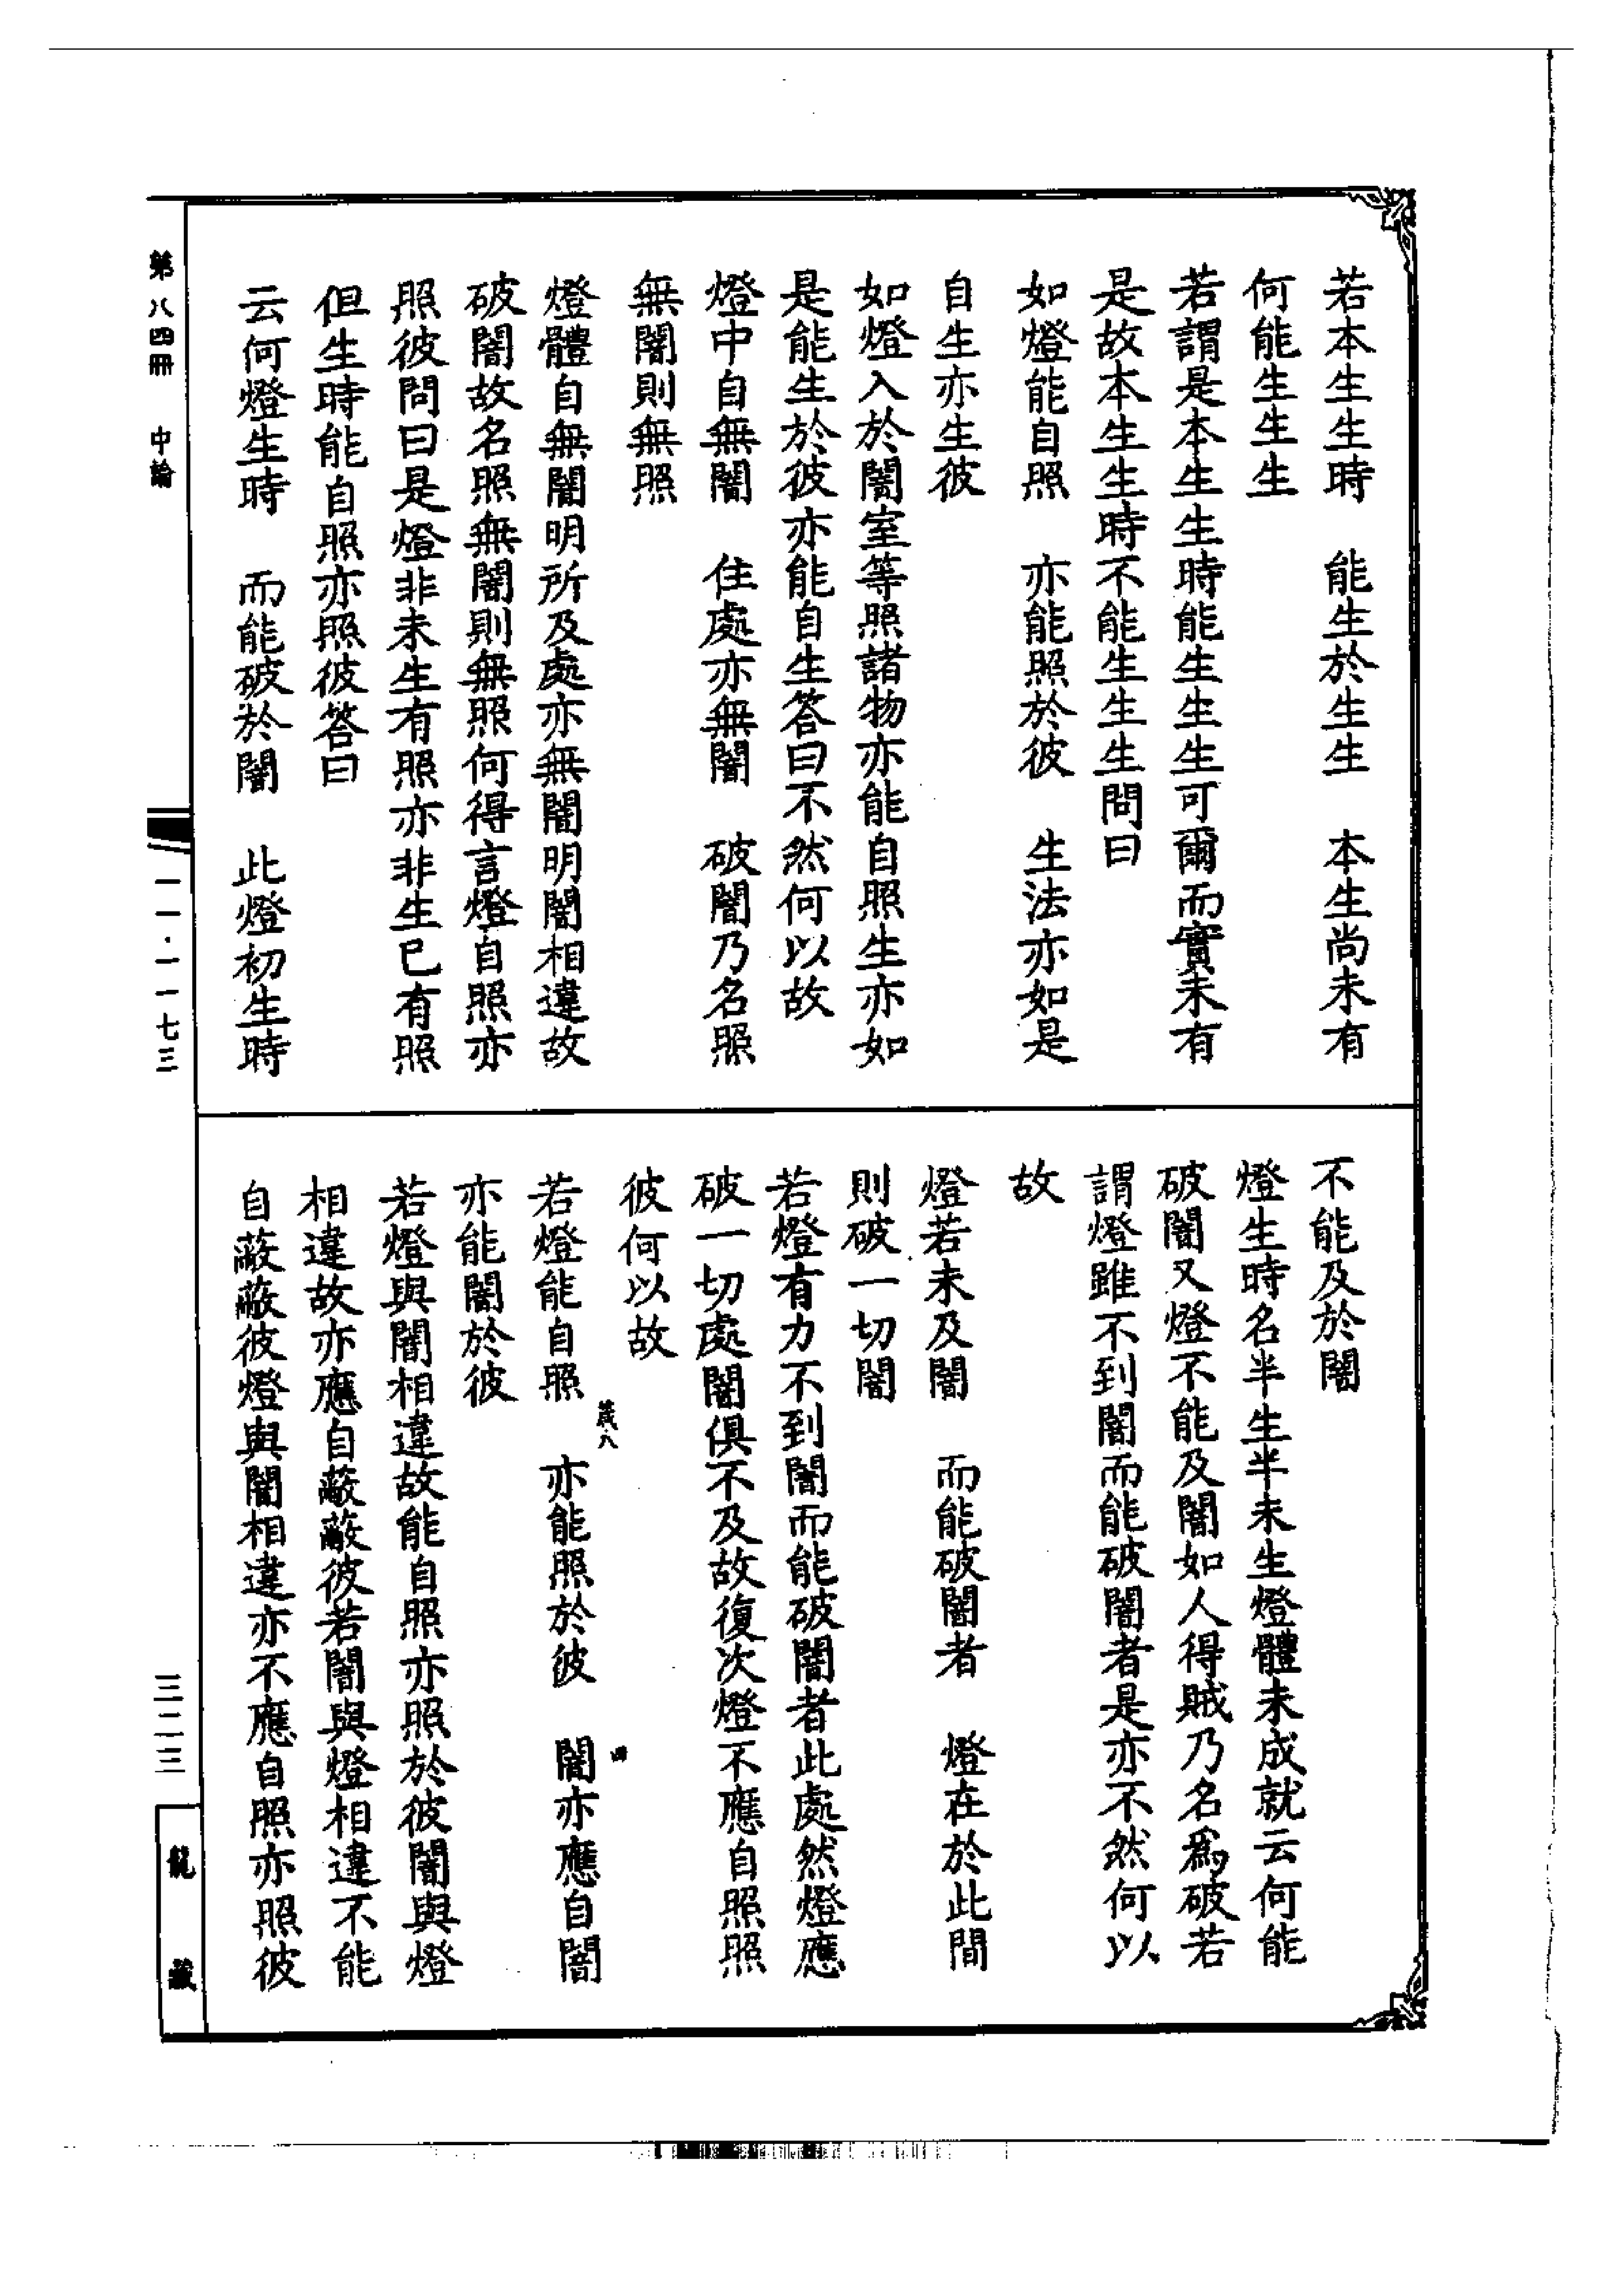 若本生生時　能生於生生　本生尚未有
何能生生生
若謂是本生生時能生生生可爾而實未有
是故本生生時不能生生生問曰
如燈能自照　亦能照於彼　生法亦如是
自生亦生彼
如燈入於闇室等照諸物亦能自照生亦如
是能生於彼亦能自生答曰不然何以故
燈中自無闇　住處亦無闇　破闇乃名照
無闇則無照
燈體自無闇明所及處亦無闇明闇相違故
破闇故名照無闇則無照何得言燈自照亦
照彼問曰是燈非未生有照亦非生已有照
但生時能自照亦照彼答曰
云何燈生時　而能破於闇　此燈初生時
不能及於闇
燈生時名半生半未生燈體未成就云何能
破闇又燈不能及闇如人得賊乃名爲破若
謂燈雖不到闇而能破闇者是亦不然何以
故
燈若未及闇　而能破闇者　燈在於此間
則破一切闇
若燈有力不到闇而能破闇者此處然燈應
破一切處闇俱不及故復次燈不應自照照
彼何以故
若燈能自照　亦能照於彼　闇亦應自闇
亦能闇於彼
若燈與闇相違故能自照亦照於彼闇與燈
相違故亦應自蔽蔽彼若闇與燈相違不能
自蔽蔽彼燈與闇相違亦不應自照亦照彼
第八四冊　中論
一一·一一七三
三二三
龍藏